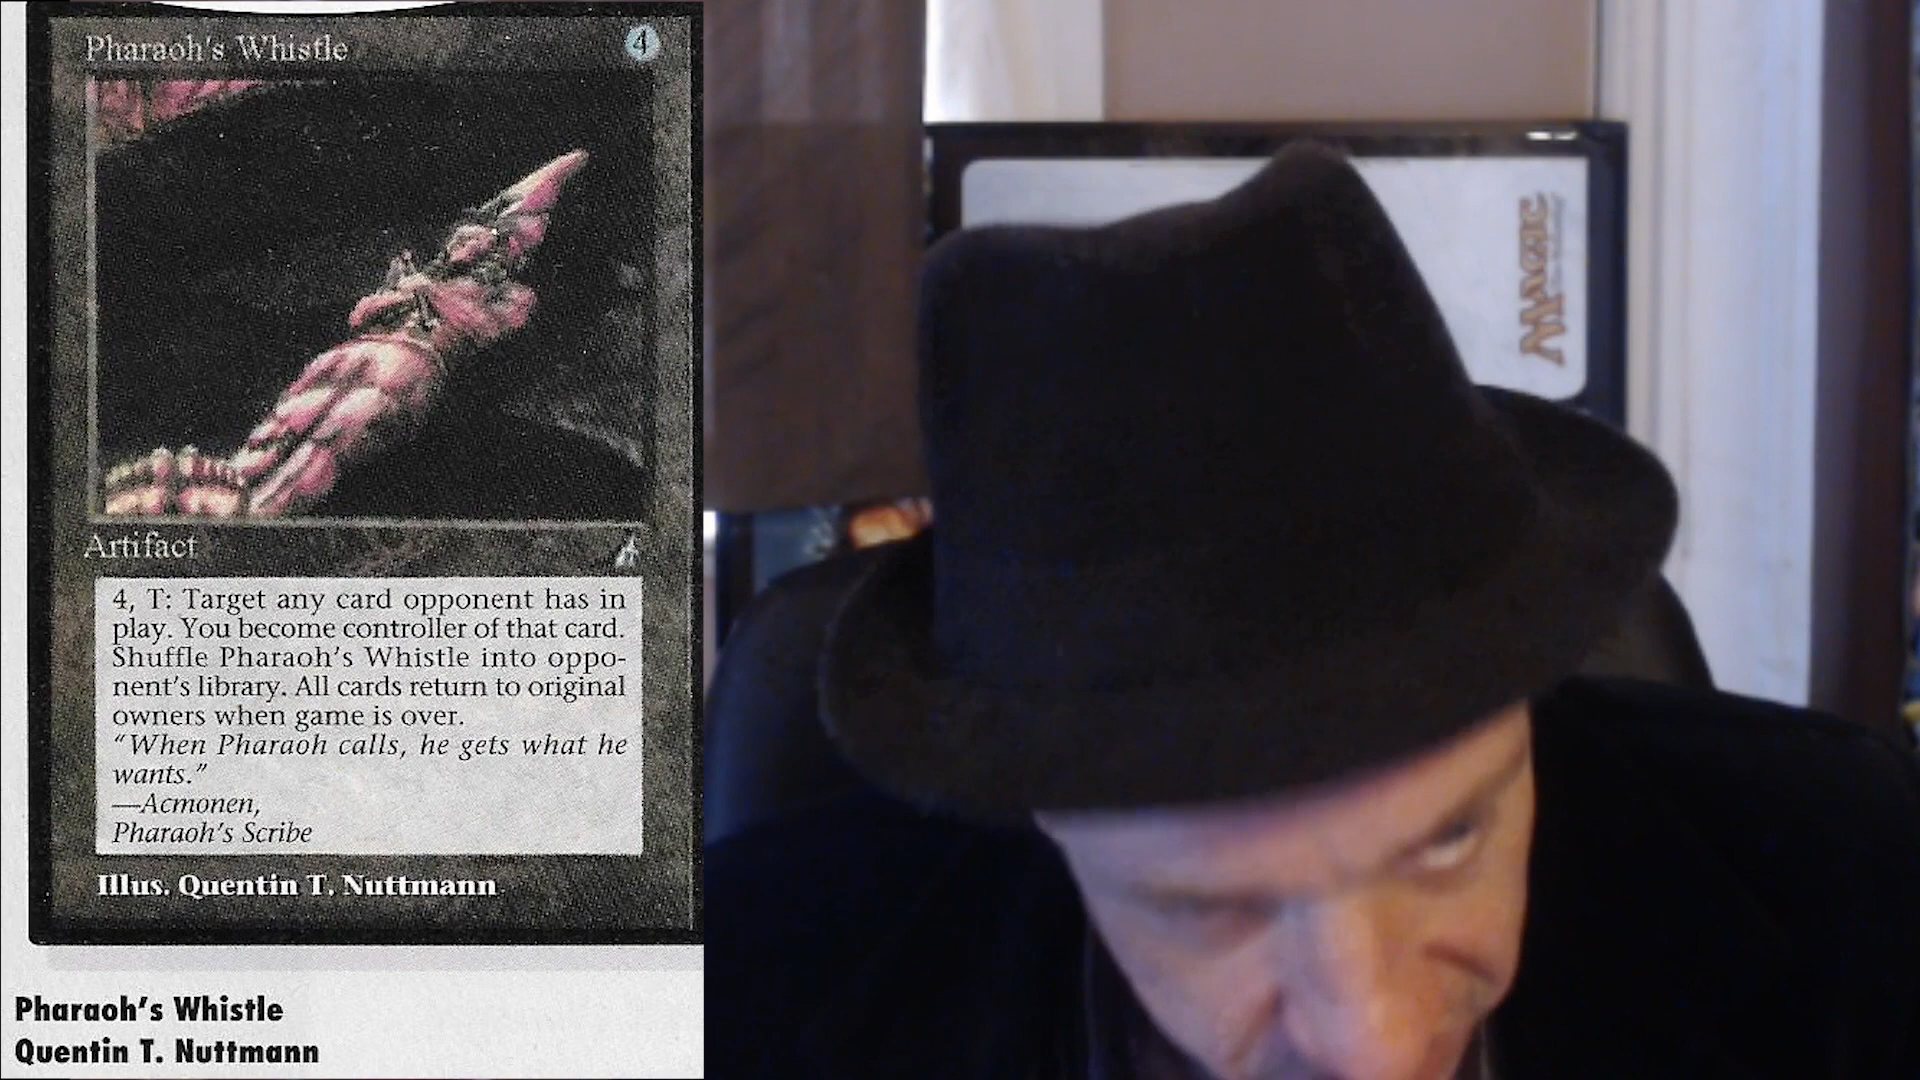 Pharaoh's Whistle
4
Artifact
4, T: Target any card opponent has in
play. You become controller of that card.
Shuffle Pharaoh's Whistle into oppo-
nent's library. All cards return to original
owners when game is over.
“When Pharaoh calls, he gets what he
wants.”
—Acmonen,
Pharaoh's Scribe
Illus. Quentin T. Nuttmann
Pharaoh's Whistle
Quentin T. Nuttmann
MAGIC